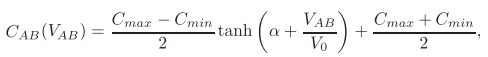 $C_{AB}(V_{AB}) = \frac{C_{max} - C_{min}}{2} \tanh\left(\alpha + \frac{V_{AB}}{V_0}\right) + \frac{C_{max} + C_{min}}{2},$